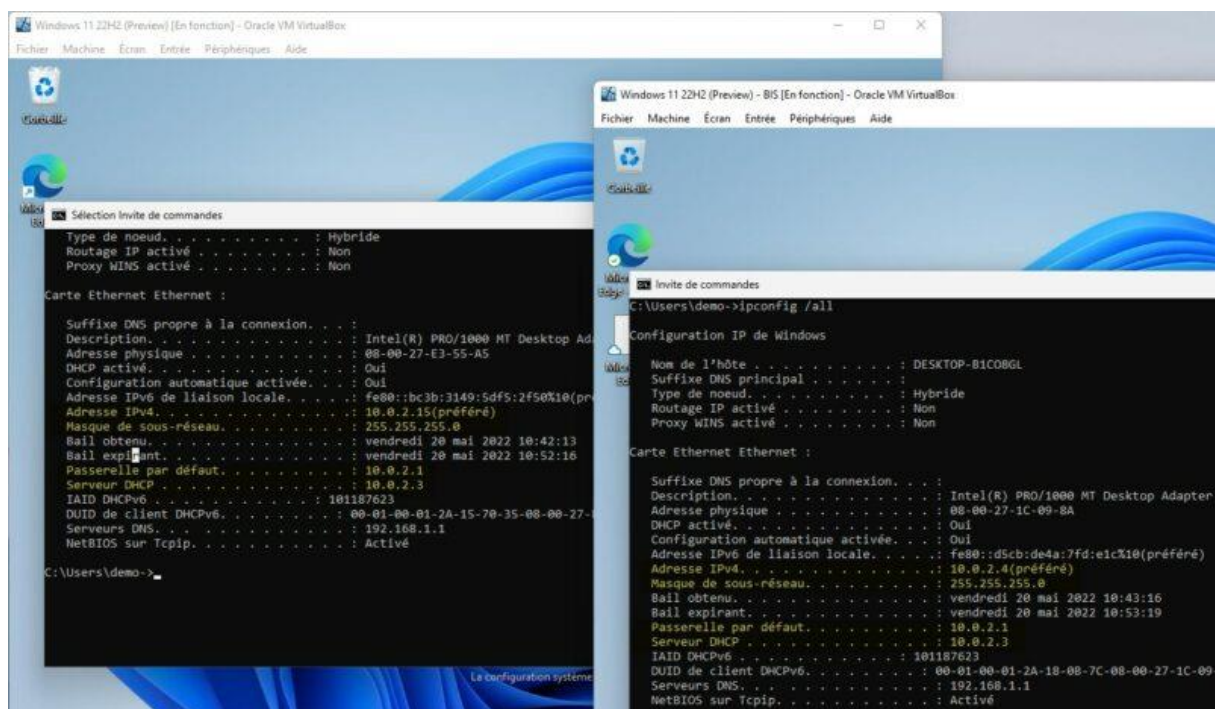 Windows 11 22H2 (Preview) [En fonction] - Oracle VM VirtualBox
Fichier Machine Écran Entrée Périphériques Aide
Corbeille
Sélection Invite de commandes
Type de noeud. . . . . . . . . . : Hybride
Routage IP activé . . . . . . . . : Non
Proxy WINS activé . . . . . . . . : Non
Carte Ethernet Ethernet :
Suffixe DNS propre à la connexion. . . :
Description. . . . . . . . . . . . . . : Intel(R) PRO/1000 MT Desktop
Adresse physique . . . . . . . . . . . : 08-00-27-E3-55-A5
DHCP activé. . . . . . . . . . . . . . : Oui
Configuration automatique activée. . . : Oui
Adresse IPv6 de liaison locale. . . . .: fe80::bc3b:3149:5df5:2f50%10(pr
Adresse IPv4. . . . . . . . . . . . . .: 10.0.2.15(préféré)
Masque de sous-réseau. . . . . . . . . : 255.255.255.0
Bail obtenu. . . . . . . . . . . . . . : vendredi 20 mai 2022 10:42:13
Bail expirant. . . . . . . . . . . . . : vendredi 20 mai 2022 10:52:16
Passerelle par défaut. . . . . . . . . : 10.0.2.1
Serveur DHCP . . . . . . . . . . . . . : 10.0.2.3
IAID DHCPv6 . . . . . . . . . . . : 101187623
DUID de client DHCPv6. . . . . . . . : 00-01-00-01-2A-15-70-35-08-00-27-
Serveurs DNS. . . . . . . . . . . . . : 192.168.1.1
NetBIOS sur Tcpip. . . . . . . . . . . : Activé
C:\Users\demo->
La configuration système
Windows 11 22H2 (Preview) - BIS [En fonction] - Oracle VM VirtualBox
Fichier Machine Écran Entrée Périphériques Aide
Corbeille
Edge
Invite de commandes
C:\Users\demo->ipconfig /all
Configuration IP de Windows
Nom de l'hôte . . . . . . . . . . : DESKTOP-B1CO8GL
Suffixe DNS principal . . . . . . :
Type de noeud. . . . . . . . . . : Hybride
Routage IP activé . . . . . . . . : Non
Proxy WINS activé . . . . . . . . : Non
Carte Ethernet Ethernet :
Suffixe DNS propre à la connexion. . . :
Description. . . . . . . . . . . . . . : Intel(R) PRO/1000 MT Desktop Adapter
Adresse physique . . . . . . . . . . . : 08-00-27-1C-09-8A
DHCP activé. . . . . . . . . . . . . . : Oui
Configuration automatique activée. . . : Oui
Adresse IPv6 de liaison locale. . . . .: fe80::d5cb:de4a:7fd:e1c%10(préféré)
Adresse IPv4. . . . . . . . . . . . . .: 10.0.2.4(préféré)
Masque de sous-réseau. . . . . . . . . : 255.255.255.0
Bail obtenu. . . . . . . . . . . . . . : vendredi 20 mai 2022 10:43:16
Bail expirant. . . . . . . . . . . . . : vendredi 20 mai 2022 10:53:19
Passerelle par défaut. . . . . . . . . : 10.0.2.1
Serveur DHCP . . . . . . . . . . . . . : 10.0.2.3
IAID DHCPv6 . . . . . . . . . . . : 101187623
DUID de client DHCPv6. . . . . . . . : 00-01-00-01-2A-18-08-7C-08-00-27-1C-09-
Serveurs DNS. . . . . . . . . . . . . : 192.168.1.1
NetBIOS sur Tcpip. . . . . . . . . . . : Activé